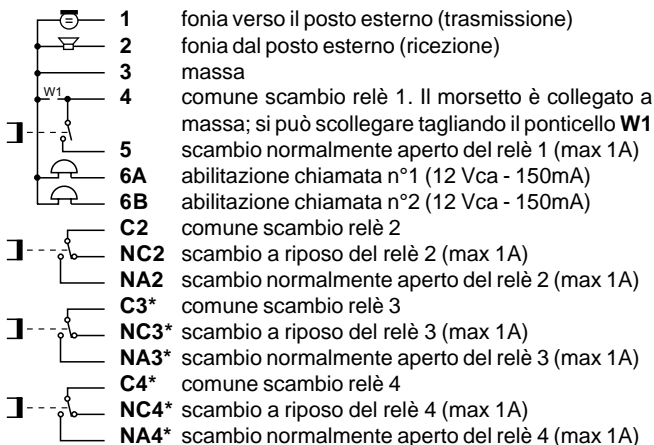 1 fonia verso il posto esterno (trasmissione)
2 fonia dal posto esterno (ricezione)
3 massa
W1
4 comune scambio relè 1. Il morsetto è collegato a
massa; si può scollegare tagliando il ponticello W1
5 scambio normalmente aperto del relè 1 (max 1A)
6A abilitazione chiamata n°1 (12 Vca - 150mA)
6B abilitazione chiamata n°2 (12 Vca - 150mA)
C2 comune scambio relè 2
NC2 scambio a riposo del relè 2 (max 1A)
NA2 scambio normalmente aperto del relè 2 (max 1A)
C3* comune scambio relè 3
NC3* scambio a riposo del relè 3 (max 1A)
NA3* scambio normalmente aperto del relè 3 (max 1A)
C4* comune scambio relè 4
NC4* scambio a riposo del relè 4 (max 1A)
NA4* scambio normalmente aperto del relè 4 (max 1A)